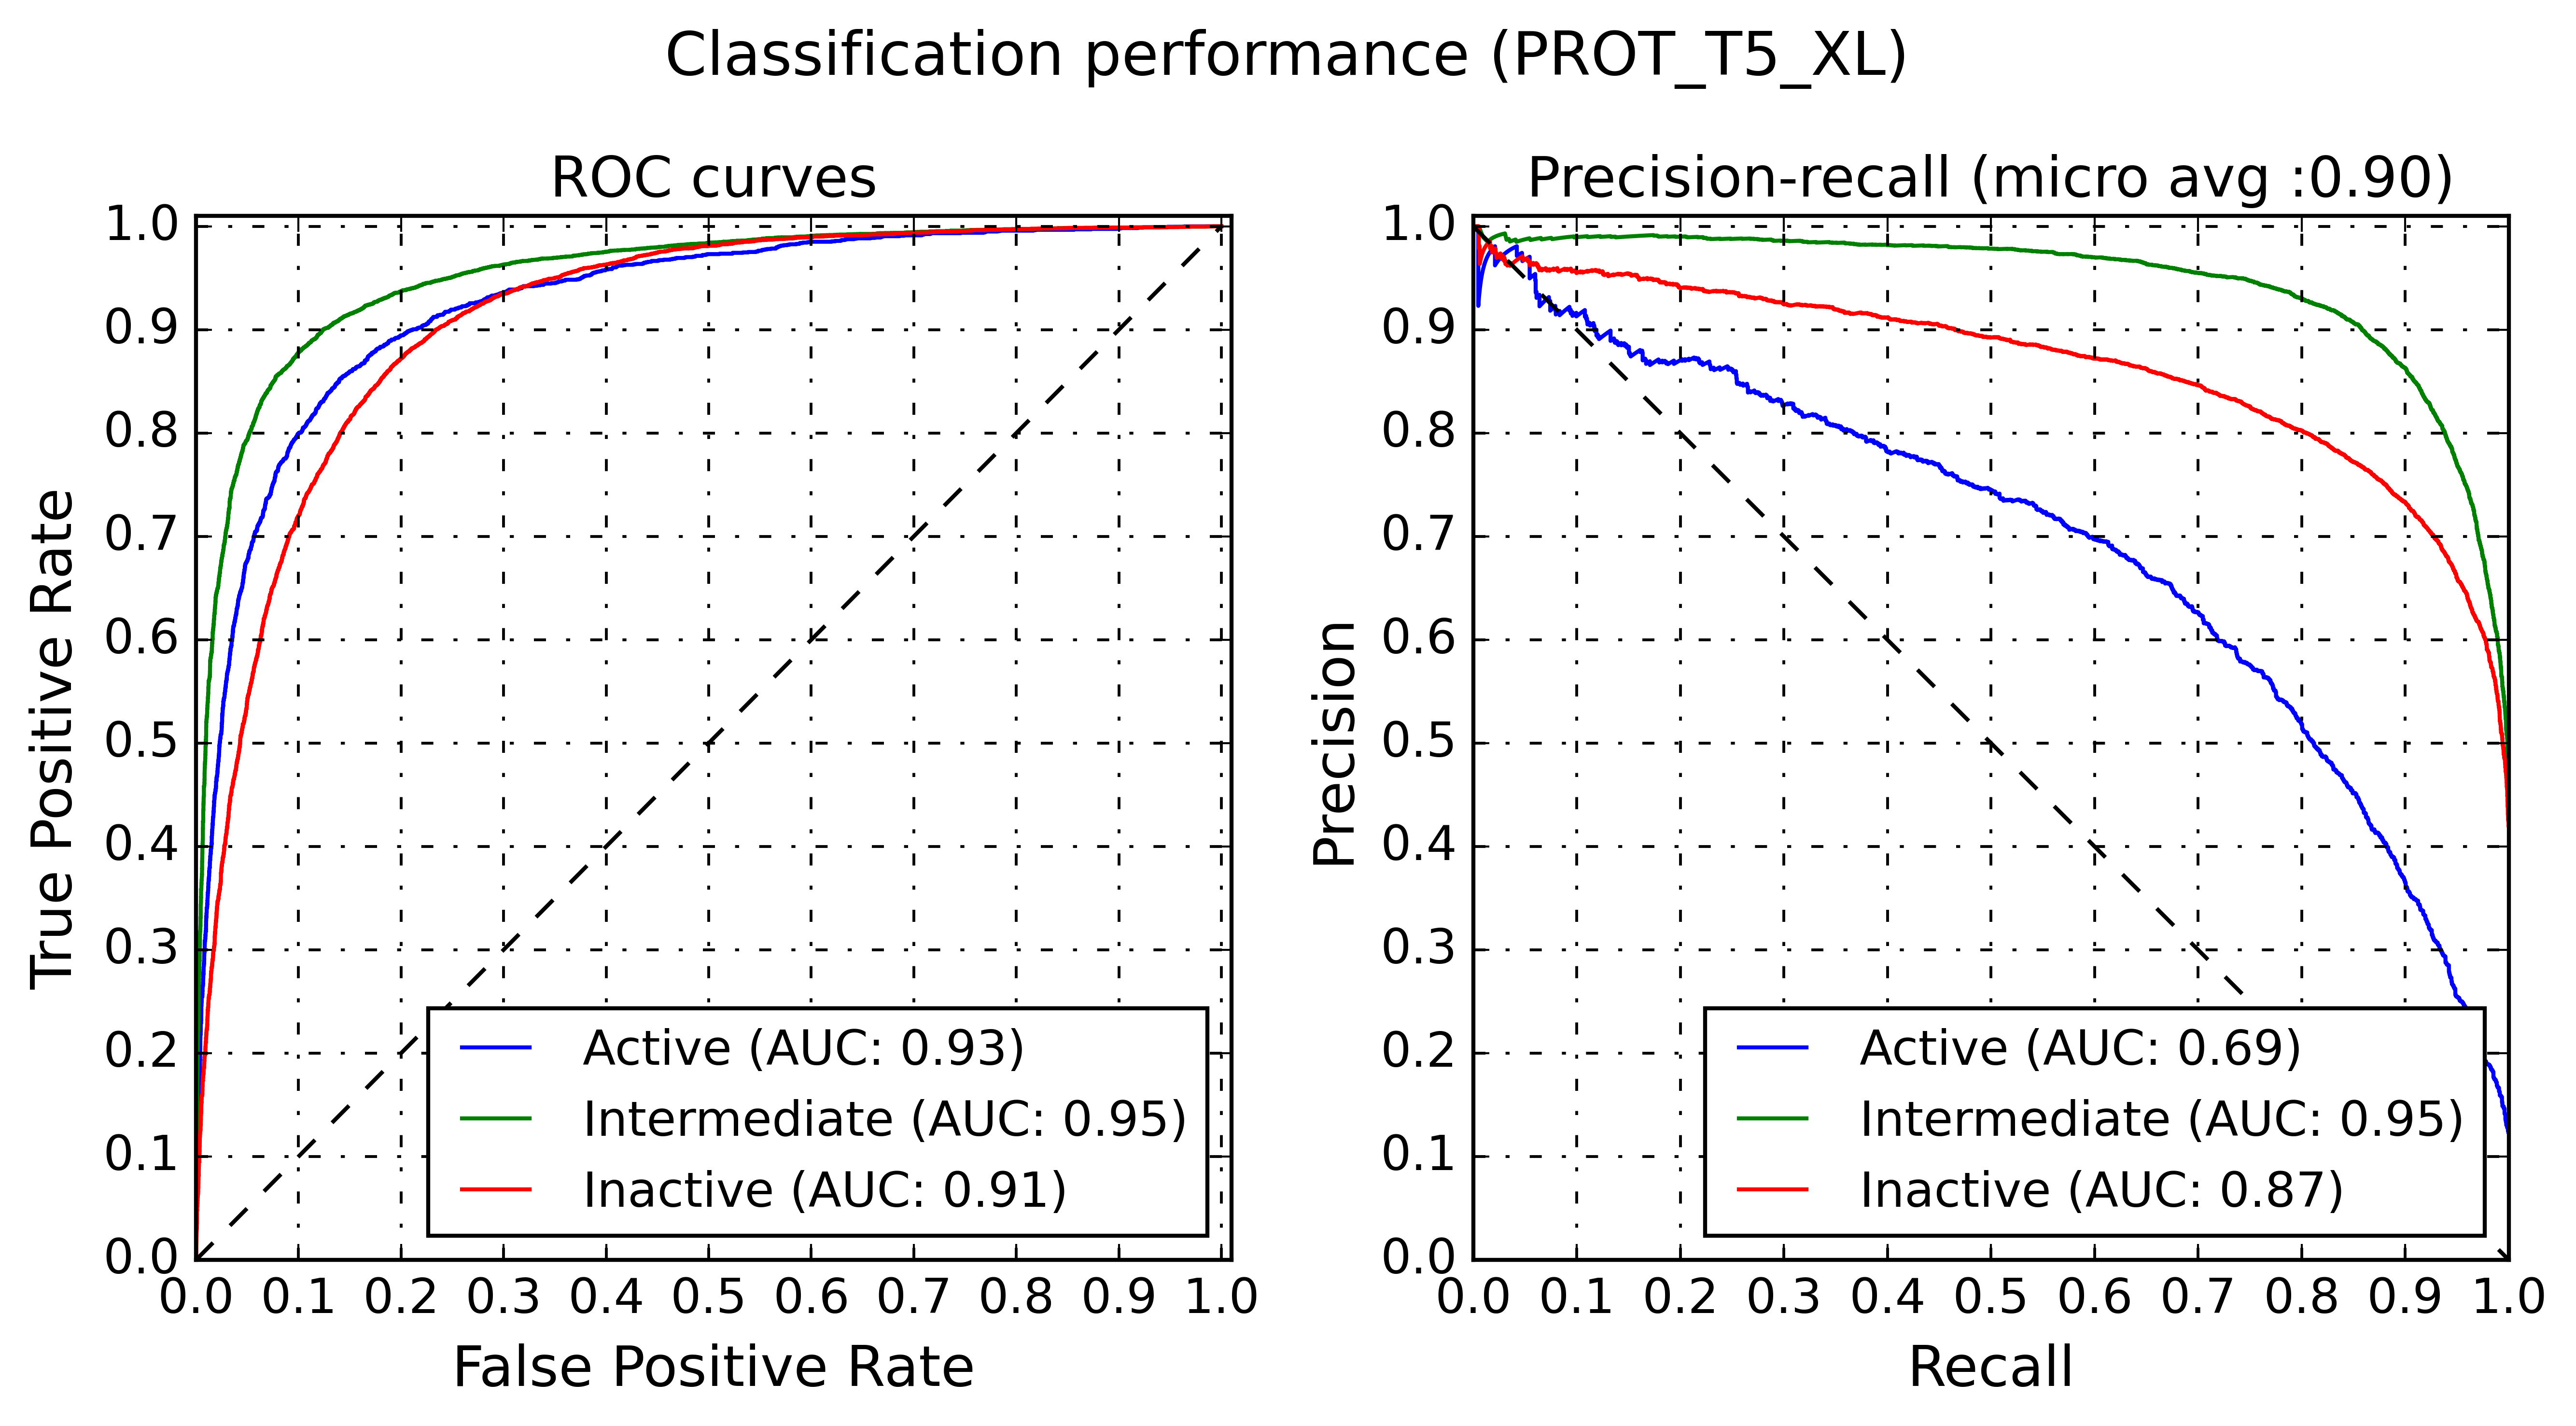 Classification performance (PROT_T5_XL)
ROC curves
True Positive Rate
1.0
0.9
0.8
0.7
0.6
0.5
0.4
0.3
0.2
0.1
0.0
Active (AUC: 0.93)
Intermediate (AUC: 0.95)
Inactive (AUC: 0.91)
0.0 0.1 0.2 0.3 0.4 0.5 0.6 0.7 0.8 0.9 1.0
False Positive Rate
Precision-recall (micro avg :0.90)
Precision
1.0
0.9
0.8
0.7
0.6
0.5
0.4
0.3
0.2
0.1
0.0
Active (AUC: 0.69)
Intermediate (AUC: 0.95)
Inactive (AUC: 0.87)
0.0 0.1 0.2 0.3 0.4 0.5 0.6 0.7 0.8 0.9 1.0
Recall